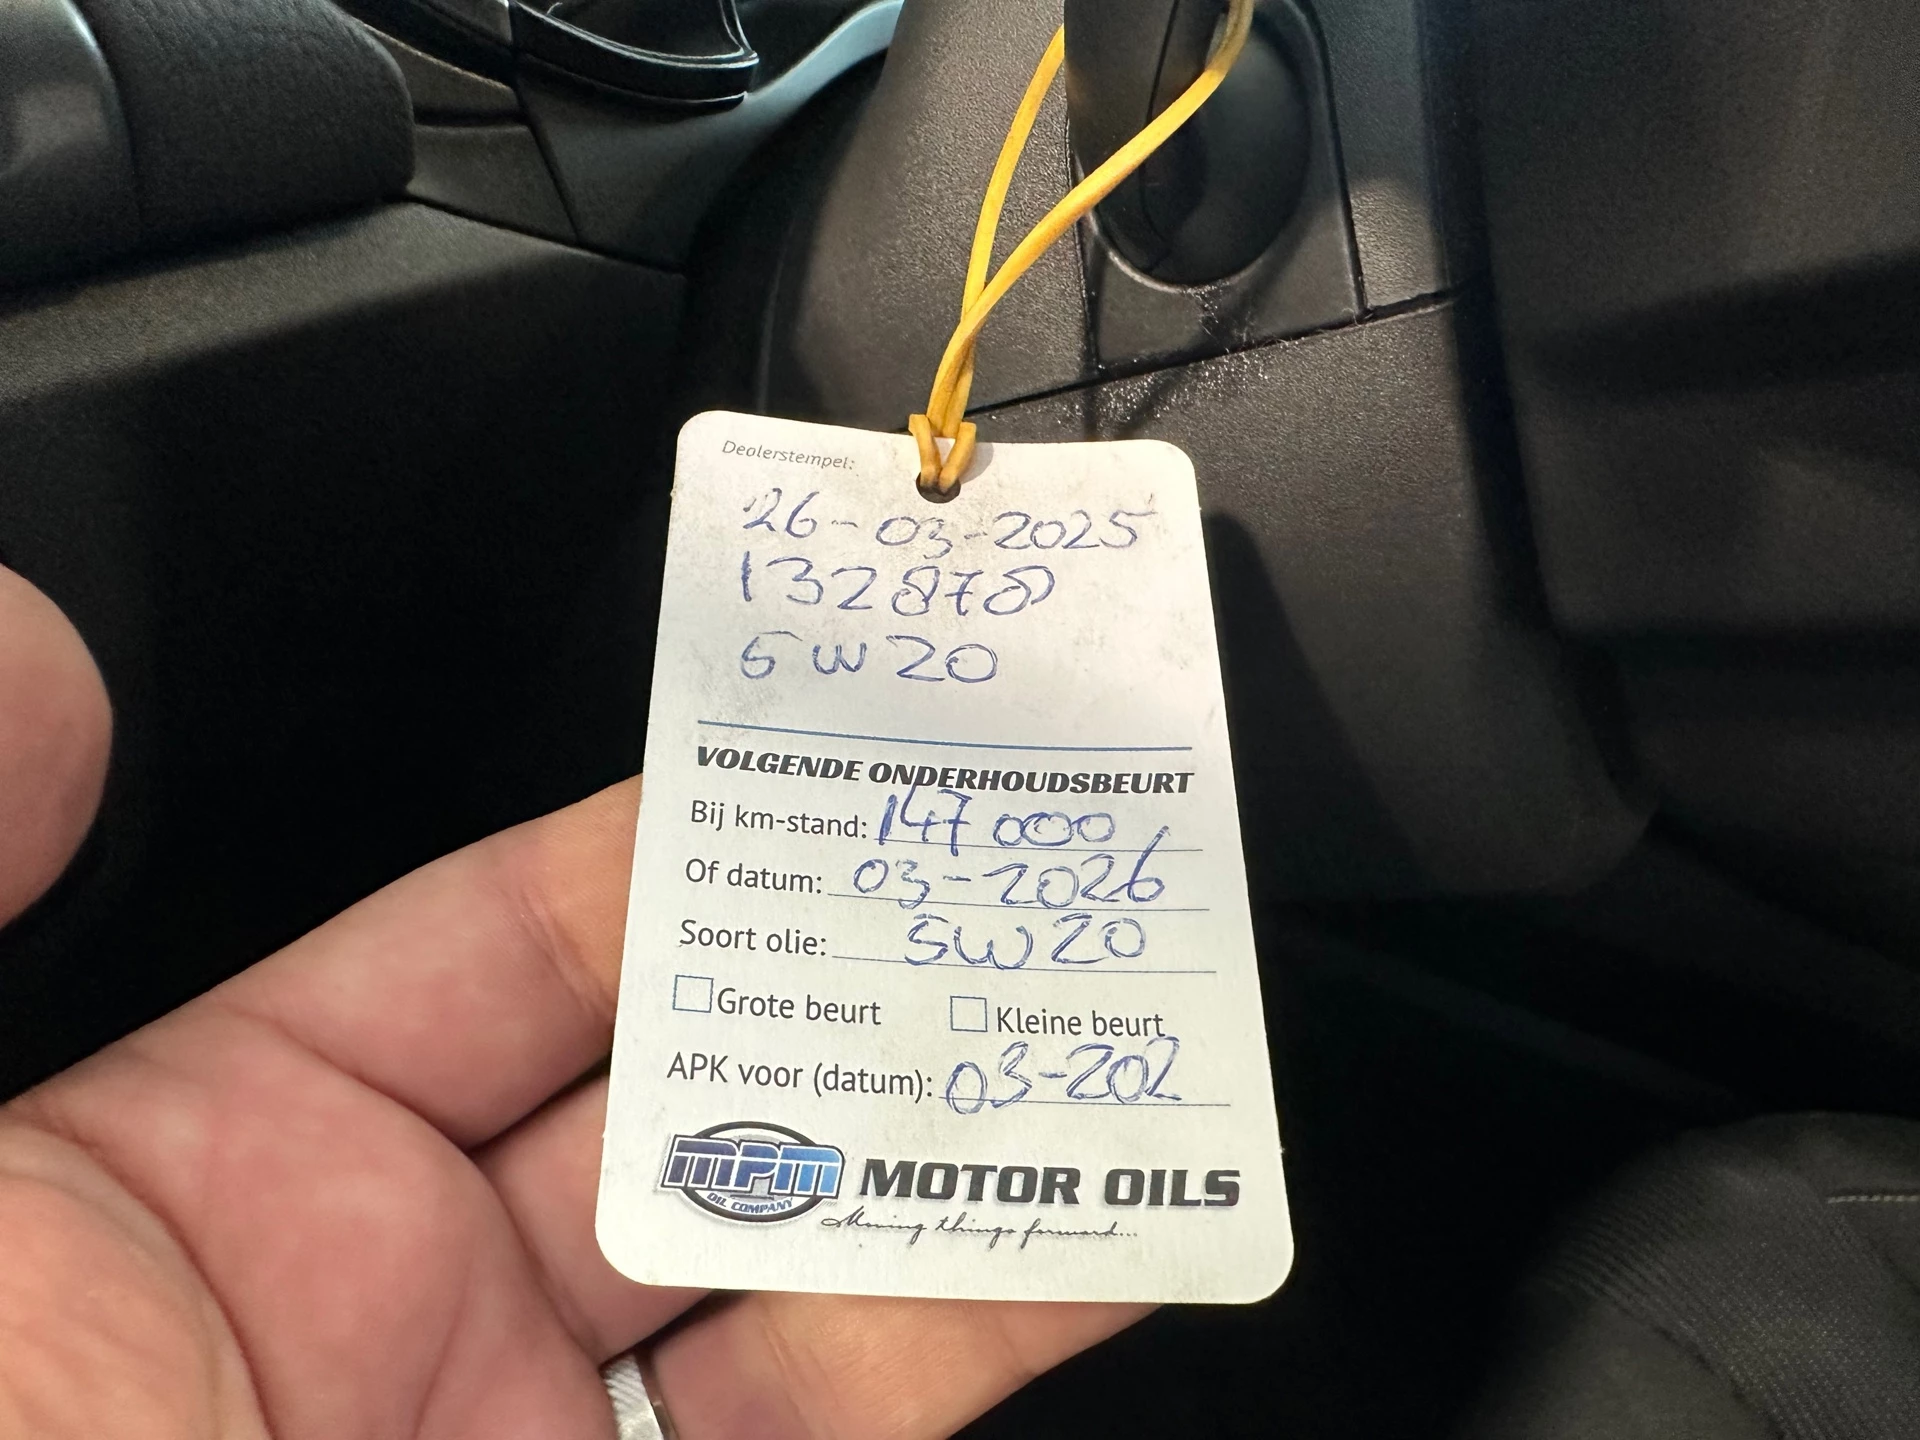 Dealerstempel:
26-03-2025
132878
5W20
VOLGENDE ONDERHOUDSBEURT
Bij km-stand: 147 000
Of datum: 03-2026
Soort olie: 5W20
Grote beurt Kleine beurt
APK voor (datum): 03-202
MPM MOTOR OILS
OIL COMPANY
Moving things forward...